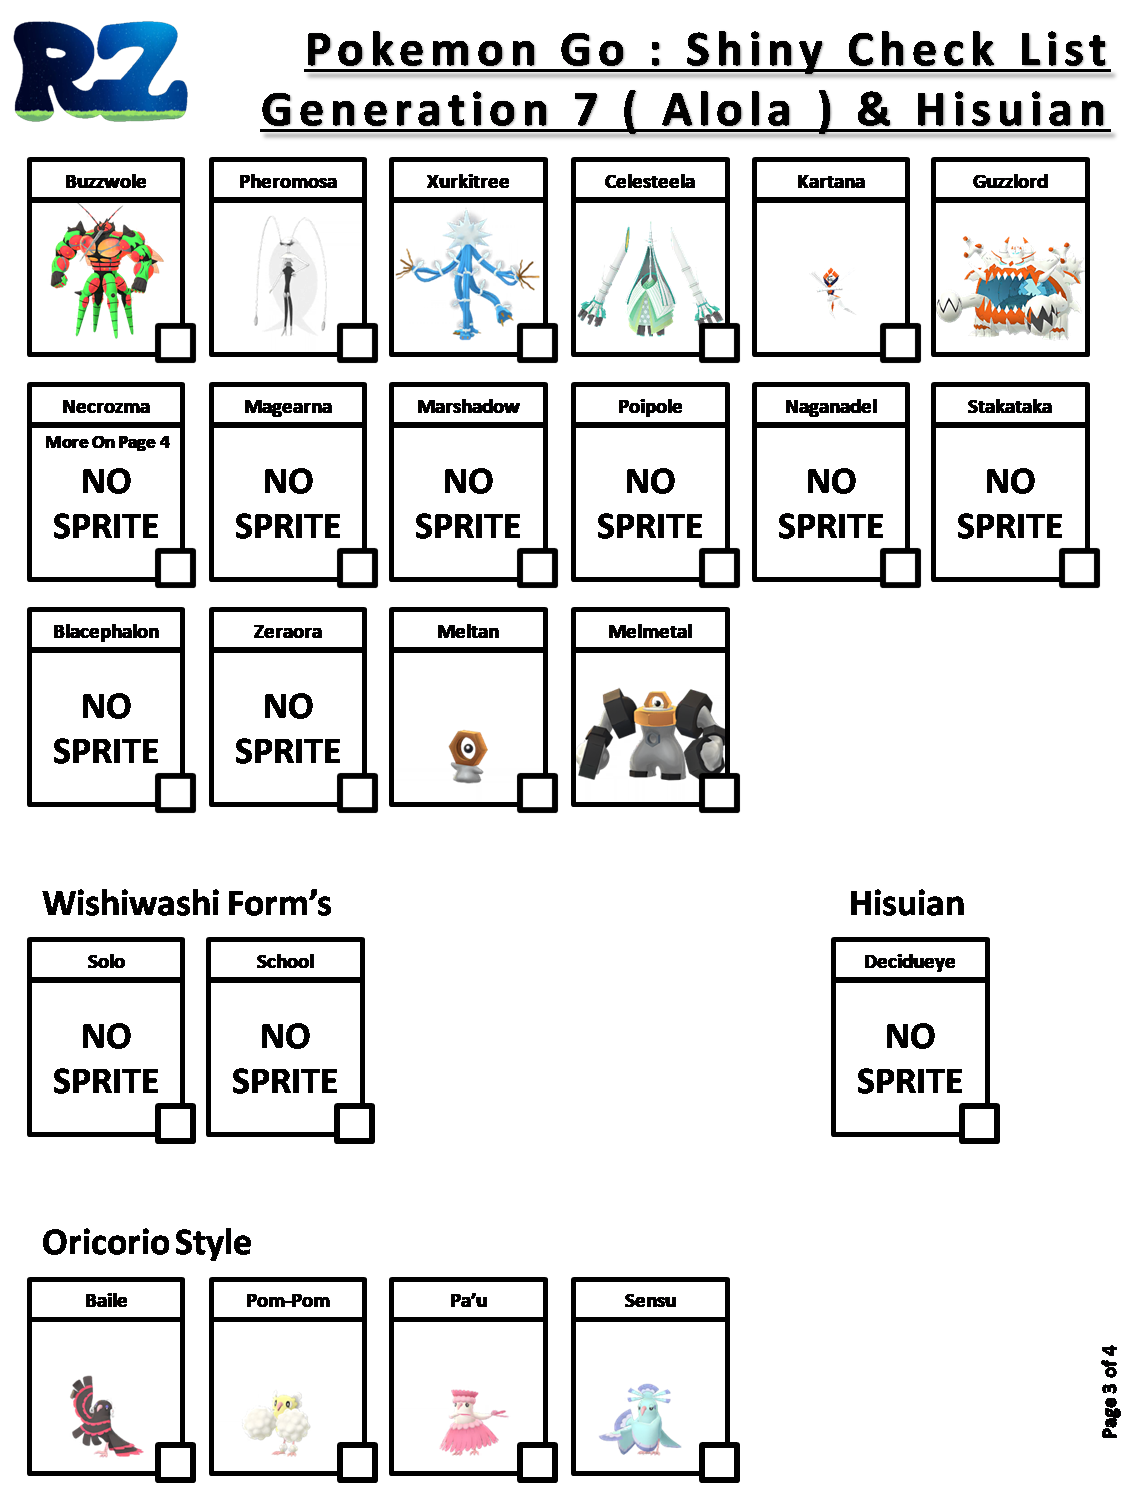 RZ
Pokemon Go : Shiny Check List
Generation 7 ( Alola ) & Hisuian
Buzzwole
Pheromosa
Xurkitree
Celesteela
Kartana
Guzzlord
Necrozma
Magearna
Marshadow
Poipole
Naganadel
Stakataka
More On Page 4
NO
SPRITE
NO
SPRITE
NO
SPRITE
NO
SPRITE
NO
SPRITE
NO
SPRITE
Blacephalon
Zeraora
Meltan
Melmetal
NO
SPRITE
NO
SPRITE
Wishiwashi Form's
Hisuian
Solo
School
Decidueye
NO
SPRITE
NO
SPRITE
NO
SPRITE
Oricorio Style
Baile
Pom-Pom
Pa'u
Sensu
Page 3 of 4